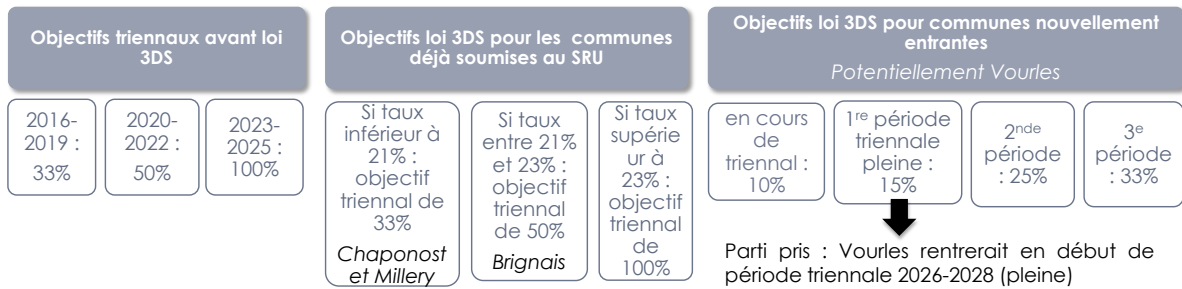 Objectifs triennaux avant loi
3DS
2016-
2019 :
33%
2020-
2022 :
50%
2023-
2025 :
100%
Objectifs loi 3DS pour les communes
déjà soumises au SRU
Si taux
inférieur à
21% :
objectif
triennal de
33%
Chaponost
et Millery
Si taux
entre 21%
et 23% :
objectif
triennal
de 50%
Brignais
Si taux
supérie
ur à
23% :
objectif
triennal
de
100%
Objectifs loi 3DS pour communes nouvellement
entrantes
Potentiellement Vourles
en cours
de
triennal :
10%
1re période
triennale
pleine :
15%
2nde
période
: 25%
3e
période
: 33%
Parti pris : Vourles rentrerait en début de
période triennale 2026-2028 (pleine)